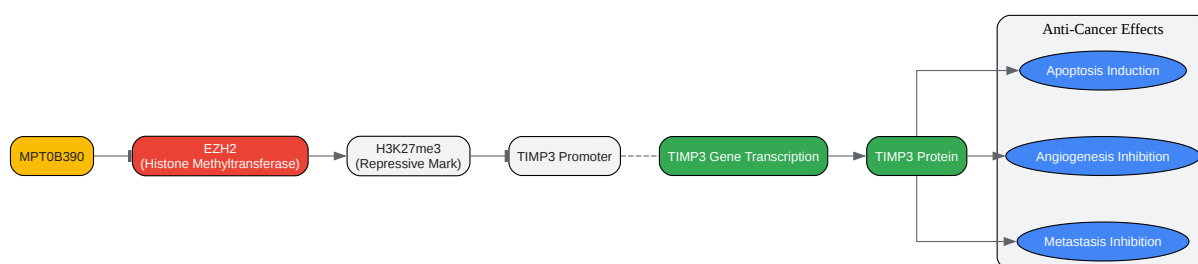 Anti-Cancer Effects
Apoptosis Induction
MPT0B390
EZH2
(Histone Methyltransferase)
H3K27me3
(Repressive Mark)
TIMP3 Promoter
TIMP3 Gene Transcription
TIMP3 Protein
Angiogenesis Inhibition
Metastasis Inhibition